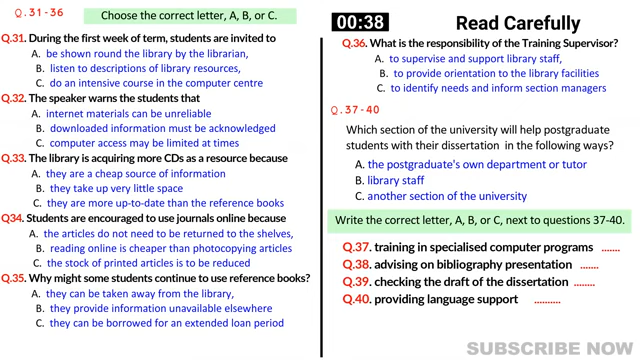 Q.31-36
Choose the correct letter, A, B, or C.
Q.31. During the first week of term, students are invited to
A. be shown round the library by the librarian,
B. listen to descriptions of library resources,
C. do an intensive course in the computer centre
Q.32. The speaker warns the students that
A. internet materials can be unreliable
B. downloaded information must be acknowledged
C. computer access may be limited at times
Q.33. The library is acquiring more CDs as a resource because
A. they are a cheap source of information
B. they take up very little space
C. they are more up-to-date than the reference books
Q34. Students are encouraged to use journals online because
A. the articles do not need to be returned to the shelves,
B. reading online is cheaper than photocopying articles
C. the stock of printed articles is to be reduced
Q.35. Why might some students continue to use reference books?
A. they can be taken away from the library,
B. they provide information unavailable elsewhere
C. they can be borrowed for an extended loan period
00:38
Read Carefully
Q.36. What is the responsibility of the Training Supervisor?
A. to supervise and support library staff,
B. to provide orientation to the library facilities
C. to identify needs and inform section managers
Q.37-40
Which section of the university will help postgraduate
students with their dissertation in the following ways?
A. the postgraduate's own department or tutor
B. library staff
C. another section of the university
Write the correct letter, A, B, or C, next to questions 37-40.
Q.37. training in specialised computer programs .......
Q.38. advising on bibliography presentation .......
Q.39. checking the draft of the dissertation ........
Q.40. providing language support ..........
SUBSCRIBE NOW